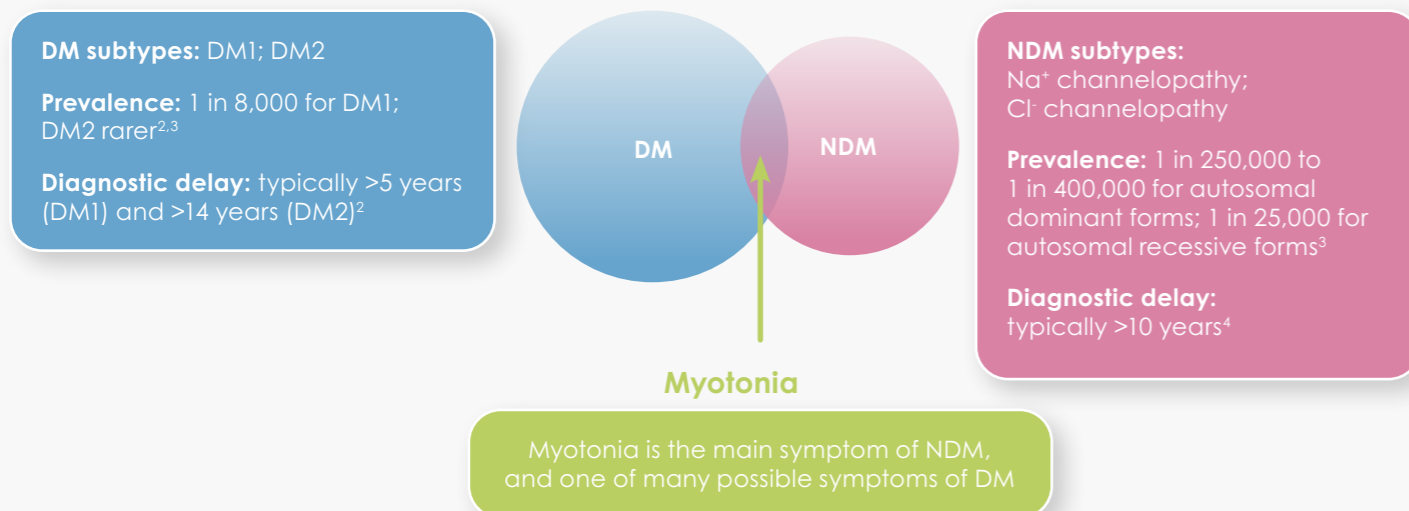 DM subtypes: DM1; DM2
Prevalence: 1 in 8,000 for DM1;
DM2 rarer2,3
Diagnostic delay: typically >5 years
(DM1) and >14 years (DM2)2
DM
NDM
NDM subtypes:
Na+ channelopathy;
Cl- channelopathy
Prevalence: 1 in 250,000 to
1 in 400,000 for autosomal
dominant forms; 1 in 25,000 for
autosomal recessive forms3
Diagnostic delay:
typically >10 years4
Myotonia
Myotonia is the main symptom of NDM,
and one of many possible symptoms of DM